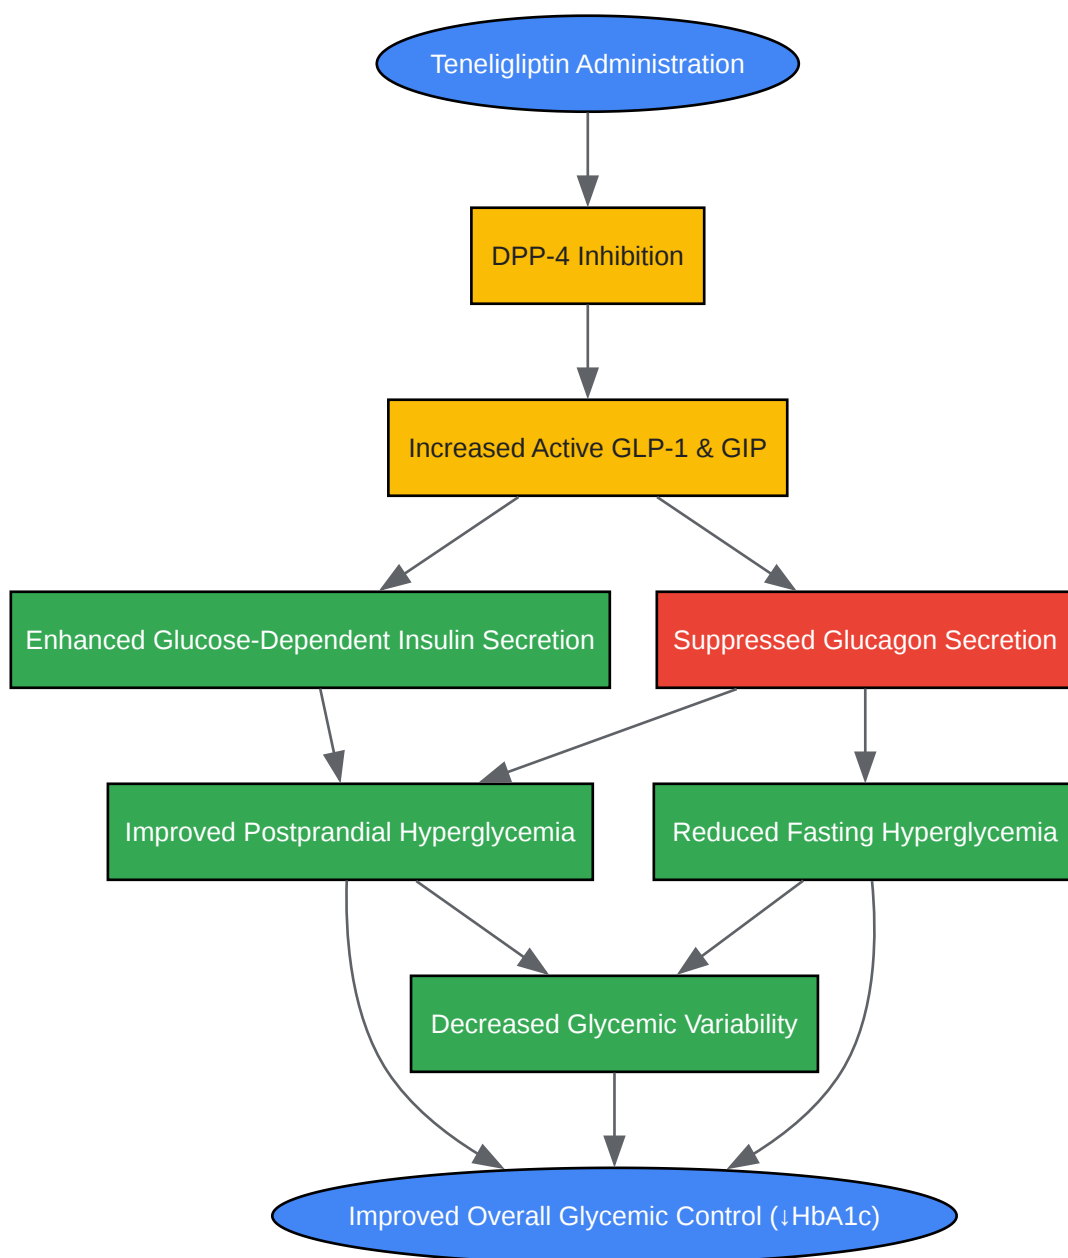 Teneligliptin Administration
DPP-4 Inhibition
Increased Active GLP-1 & GIP
Enhanced Glucose-Dependent Insulin Secretion
Suppressed Glucagon Secretion
Improved Postprandial Hyperglycemia
Reduced Fasting Hyperglycemia
Decreased Glycemic Variability
Improved Overall Glycemic Control (↓HbA1c)